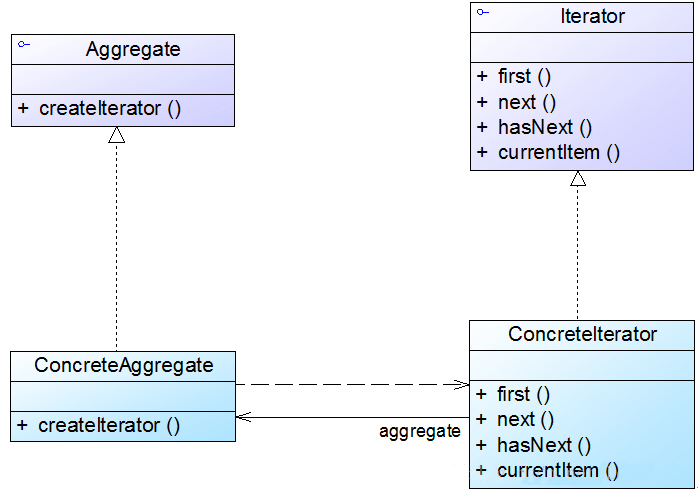 Aggregate
+ createIterator ()
Iterator
+ first ()
+ next ()
+ hasNext ()
+ currentItem ()
ConcreteAggregate
+ createIterator ()
ConcreteIterator
+ first ()
+ next ()
+ hasNext ()
+ currentItem ()
aggregate